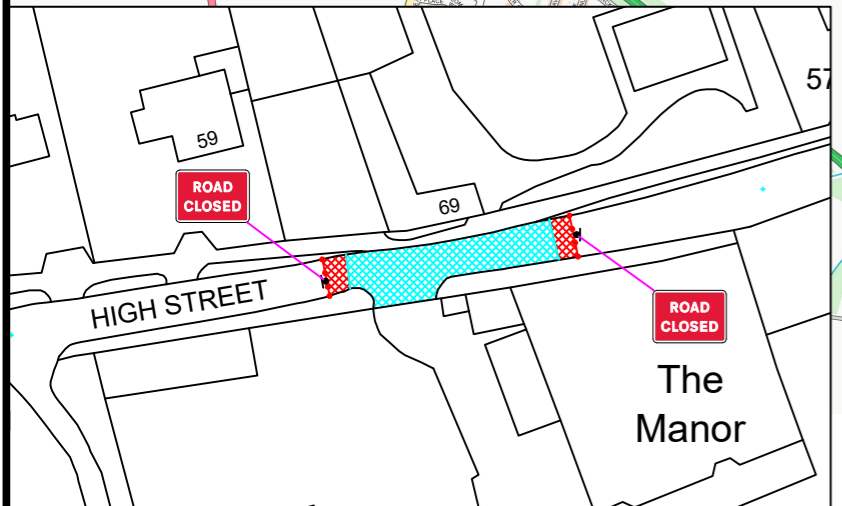 57
59
ROAD
CLOSED
69
HIGH STREET
ROAD
CLOSED
The
Manor